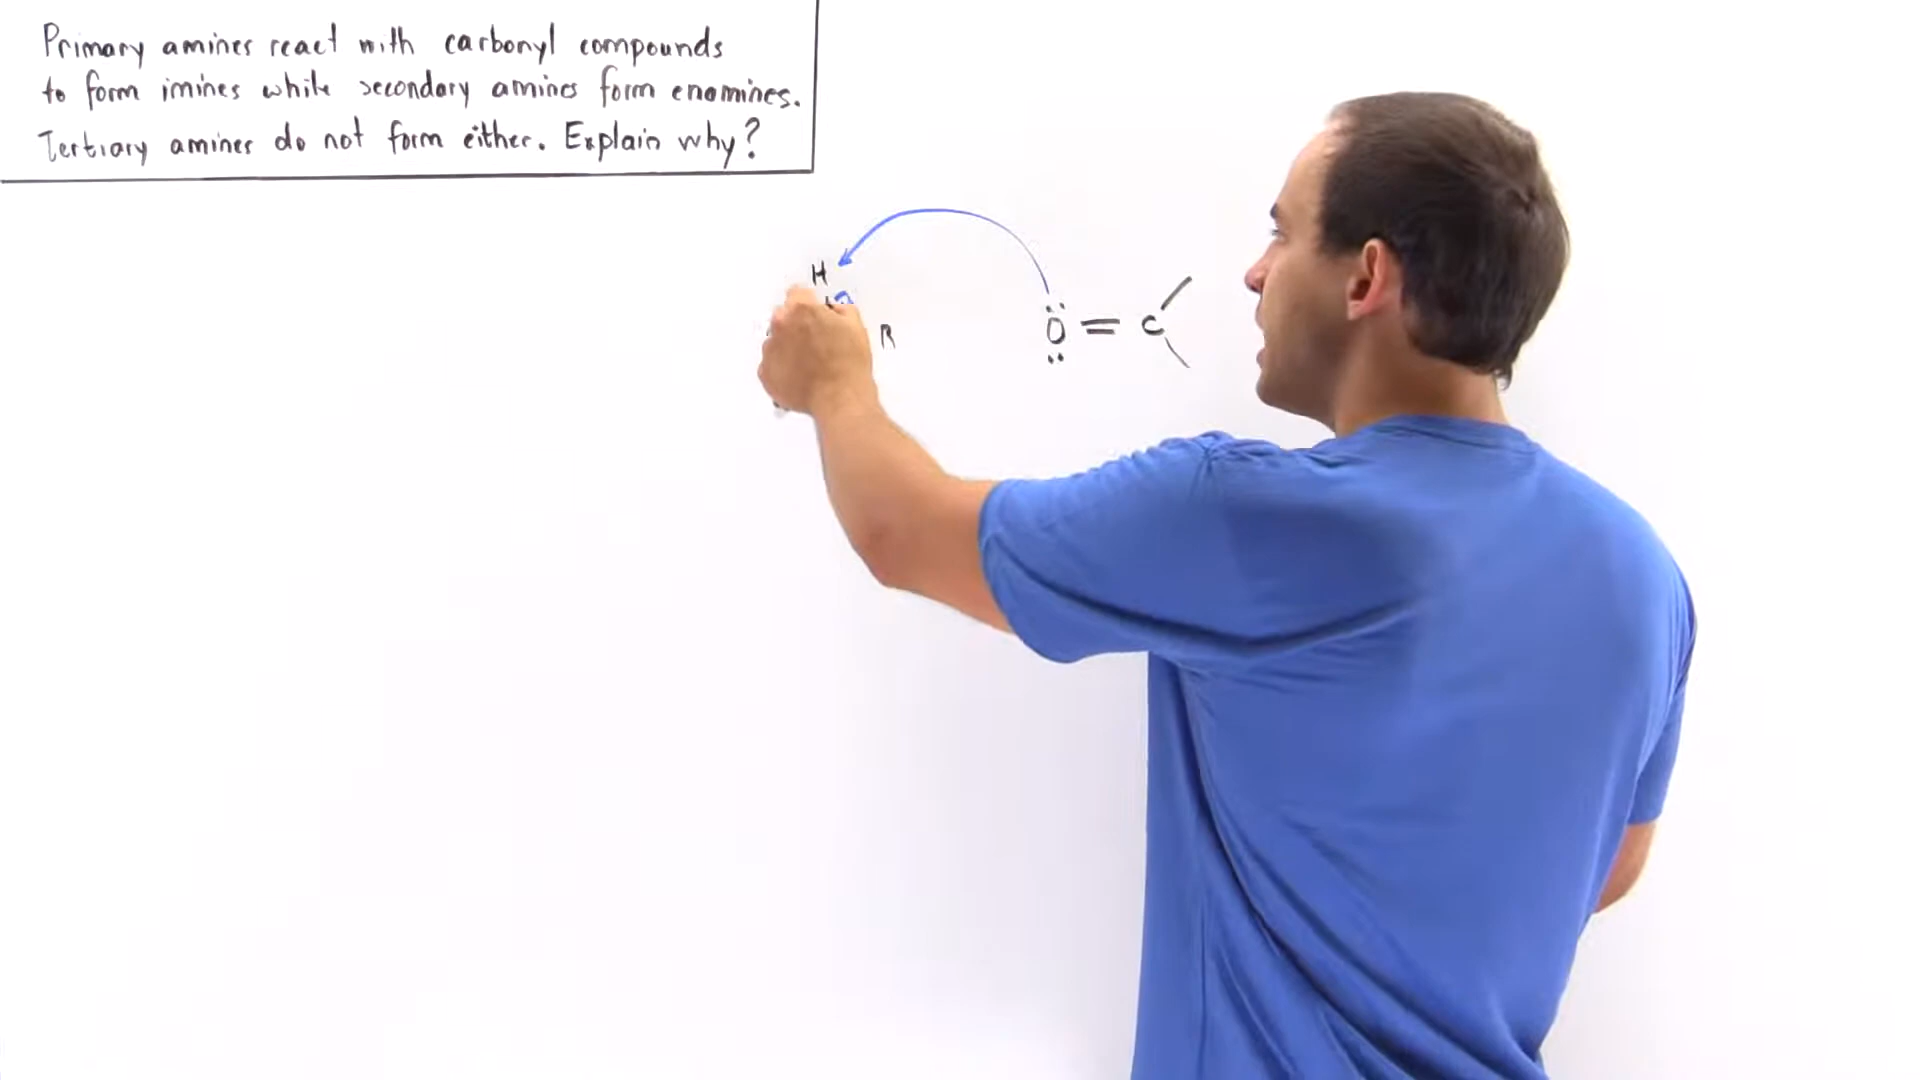 Primary amines react with carbonyl compounds
to form imines while secondary amines form enamines.
Tertiary amines do not form either. Explain why?
H
R
O = C